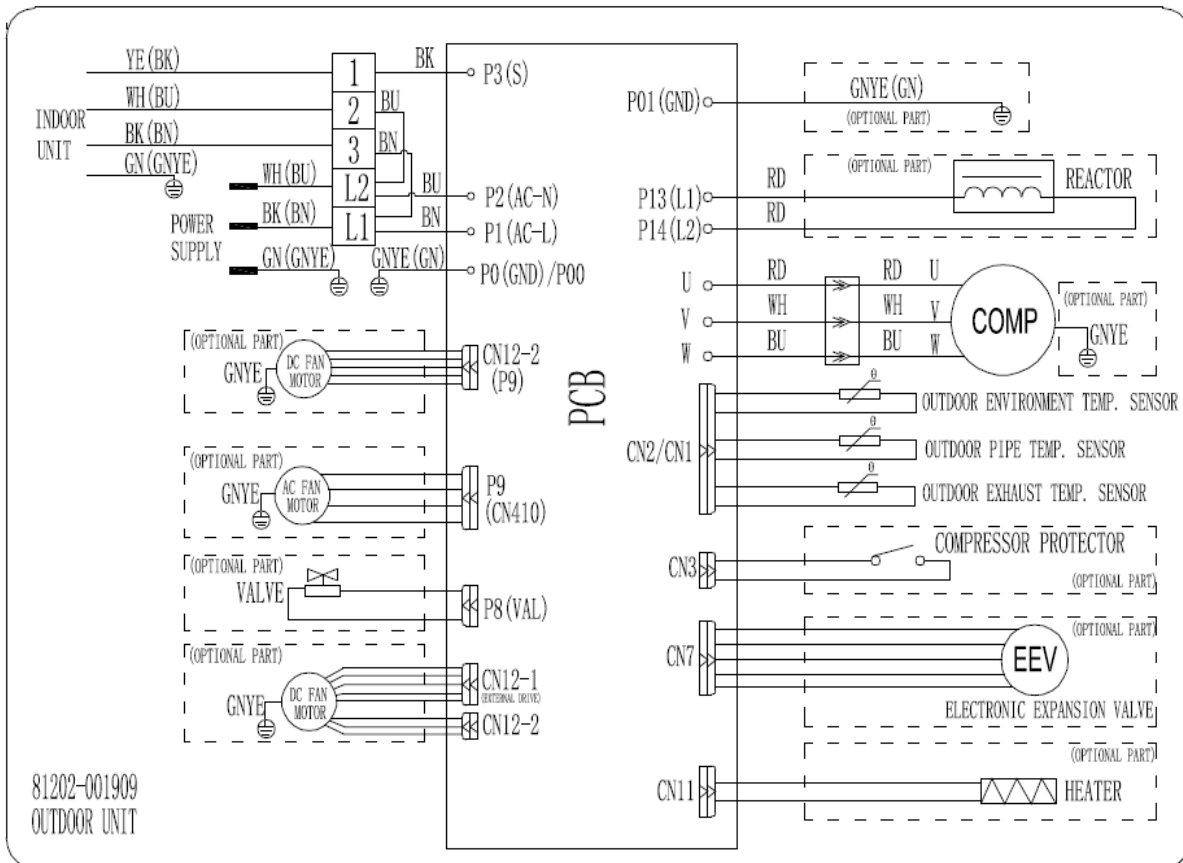 YE(BK)
WH(BU)
BK(BN)
GN(GNYE)
INDOOR
UNIT
1
2
3
L2
L1
BK
BU
BN
BU
BN
WH(BU)
BK(BN)
GN(GNYE)
GNYE(GN)
POWER
SUPPLY
P3(S)
P2(AC-N)
P1(AC-L)
P0(GND)/P00
(OPTIONAL PART)
GNYE
DC FAN
MOTOR
CN12-2
(P9)
(OPTIONAL PART)
GNYE
AC FAN
MOTOR
P9
(CN410)
(OPTIONAL PART)
VALVE
P8(VAL)
(OPTIONAL PART)
GNYE
DC FAN
MOTOR
CN12-1
(EXTERNAL DRIVE)
CN12-2
81202-001909
OUTDOOR UNIT
PCB
P01(GND)
GNYE(GN)
(OPTIONAL PART)
(OPTIONAL PART)
RD
REACTOR
P13(L1)
RD
P14(L2)
U RD RD U
V WH WH V
W BU BU W
COMP
(OPTIONAL PART)
GNYE
CN2/CN1
θ
OUTDOOR ENVIRONMENT TEMP. SENSOR
θ
OUTDOOR PIPE TEMP. SENSOR
θ
OUTDOOR EXHAUST TEMP. SENSOR
CN3
COMPRESSOR PROTECTOR
(OPTIONAL PART)
CN7
(OPTIONAL PART)
EEV
ELECTRONIC EXPANSION VALVE
(OPTIONAL PART)
CN11
HEATER